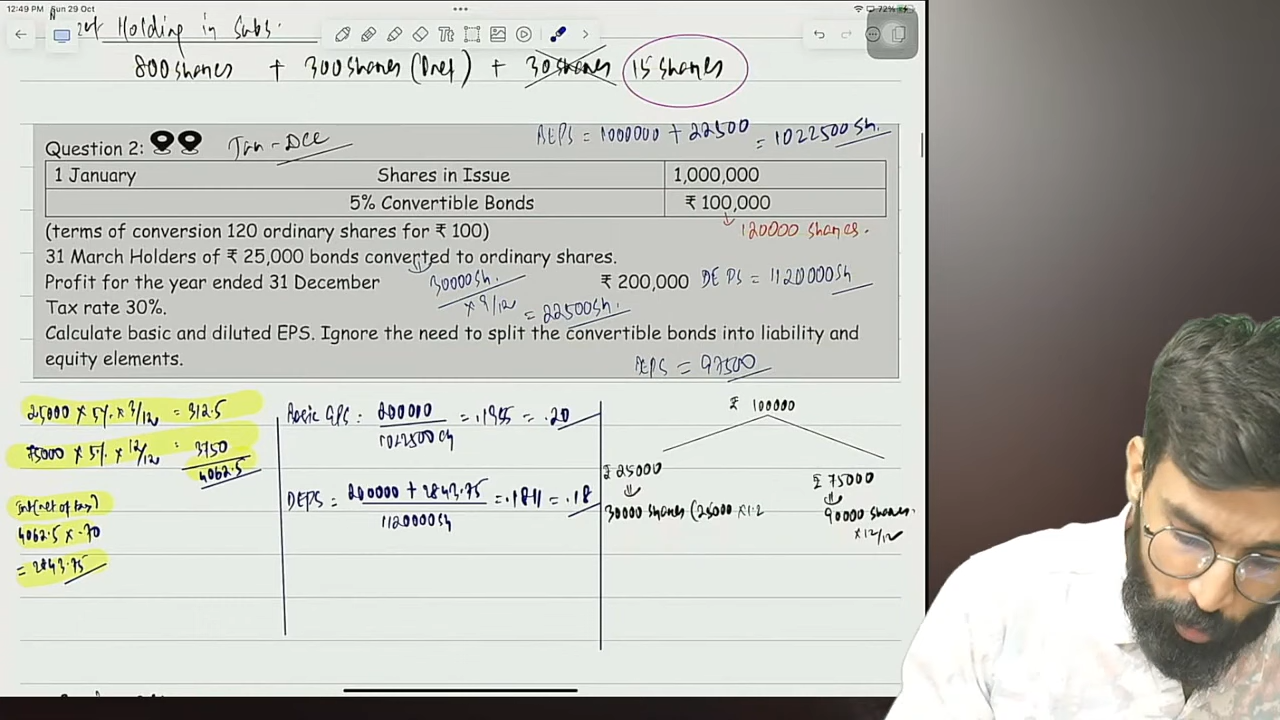 12:49 PM Sun 29 Oct
72%
Holding in Subs.
800 shares + 300 shares (Pref) + 30 shares 15 shares
BEPS = 1000000 + 22500 = 1022500 Sh.
Question 2: Jan - Dec
1 January Shares in Issue 1,000,000
5% Convertible Bonds ₹ 100,000
(terms of conversion 120 ordinary shares for ₹ 100) 120000 shares.
31 March Holders of ₹ 25,000 bonds converted to ordinary shares.
Profit for the year ended 31 December 30000 Sh. ₹ 200,000 DEPS = 1120000 Sh
Tax rate 30%. × 9/12 = 22500 Sh.
Calculate basic and diluted EPS. Ignore the need to split the convertible bonds into liability and
equity elements.
= 97500
25000 × 5% × 3/12 = 312.5
75000 × 5% × 12/12 = 3750
4062.5
Int (net of tax)
4062.5 × .70
= 2843.75
Basic EPS: 200000 / 1022500 Sh = .1955 = .20
DEPS = 200000 + 2843.75 / 1120000 Sh = .1811 = .18
₹ 100000
₹ 25000
30000 shares (25000 × 1.2
₹ 75000
90000 shares.
× 12/12